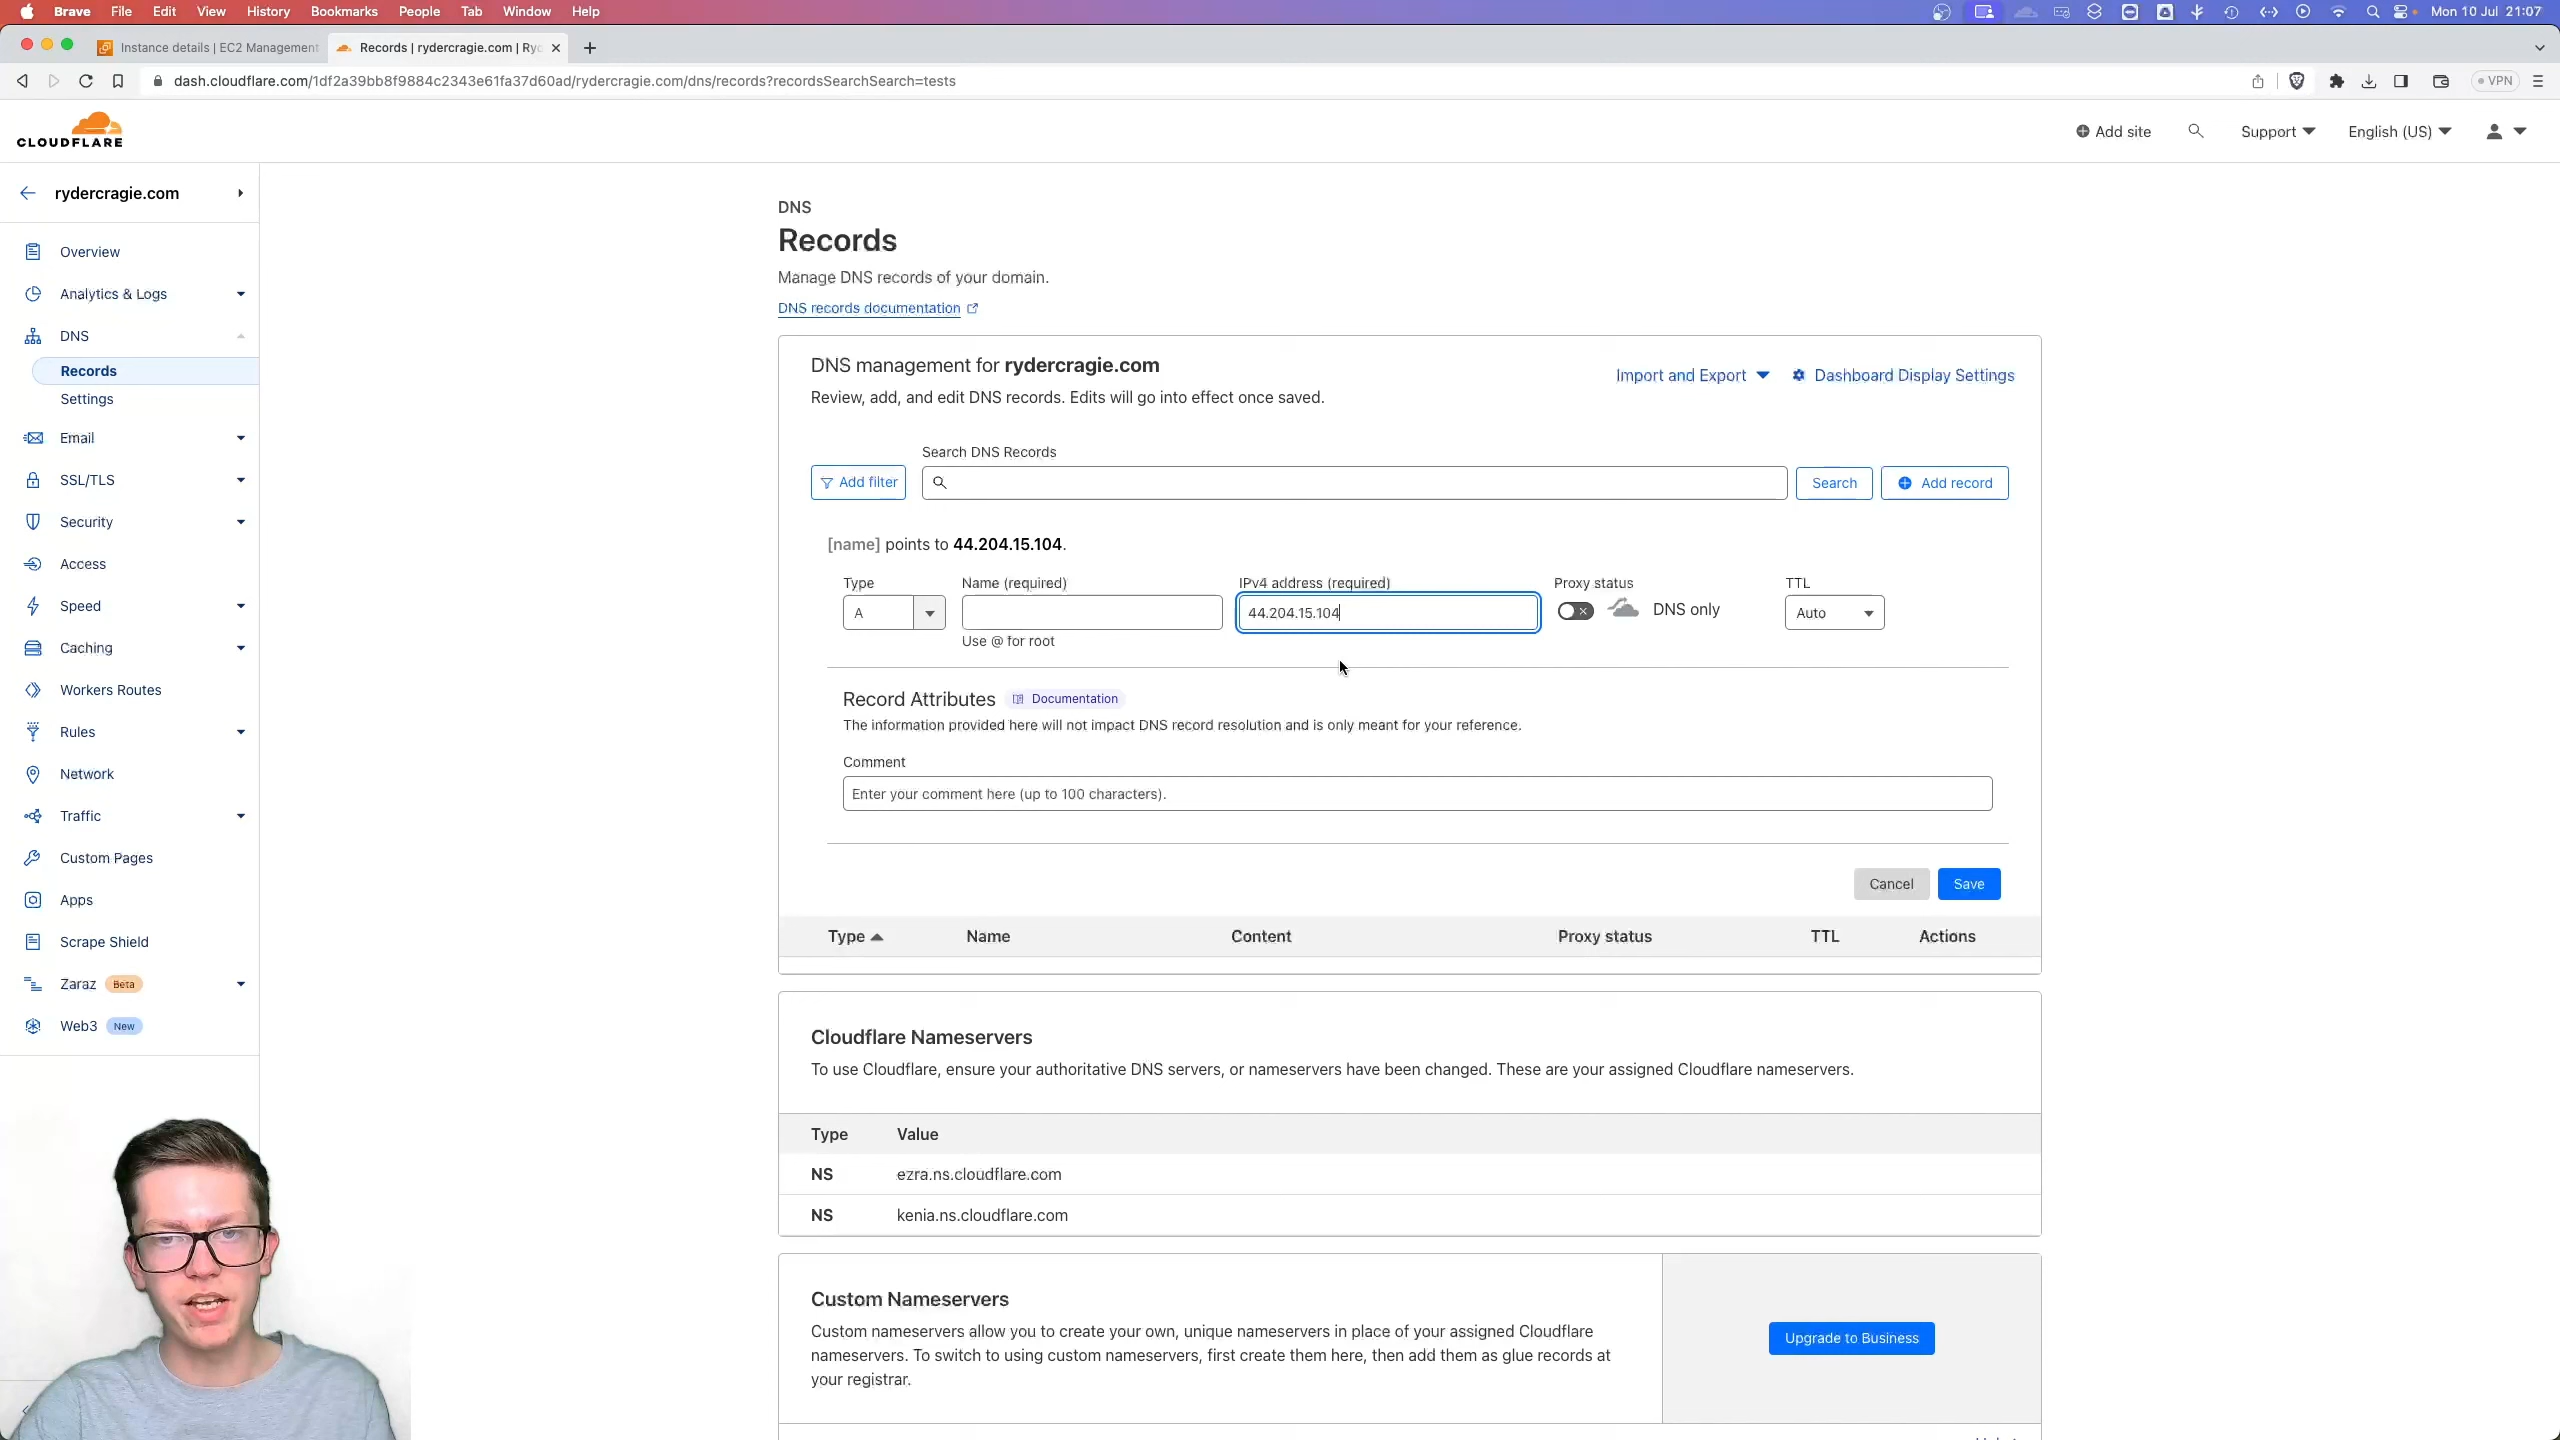 Brave File Edit View History Bookmarks People Tab Window Help Mon 10 Jul 21:07
Instance details | EC2 Management Records | rydercragie.com | Ryd
dash.cloudflare.com/1df2a39bb8f9884c2343e61fa37d60ad/rydercragie.com/dns/records?recordsSearchSearch=tests VPN
CLOUDFLARE Add site Support English (US)
rydercragie.com
Overview
Analytics & Logs
DNS
Records
Settings
Email
SSL/TLS
Security
Access
Speed
Caching
Workers Routes
Rules
Network
Traffic
Custom Pages
Apps
Scrape Shield
Zaraz Beta
Web3 New
DNS
Records
Manage DNS records of your domain.
DNS records documentation
DNS management for rydercragie.com
Import and Export Dashboard Display Settings
Review, add, and edit DNS records. Edits will go into effect once saved.
Search DNS Records
Add filter Search Add record
[name] points to 44.204.15.104.
Type Name (required) IPv4 address (required) Proxy status TTL
A 44.204.15.104 DNS only Auto
Use @ for root
Record Attributes Documentation
The information provided here will not impact DNS record resolution and is only meant for your reference.
Comment
Enter your comment here (up to 100 characters).
Cancel Save
Type Name Content Proxy status TTL Actions
Cloudflare Nameservers
To use Cloudflare, ensure your authoritative DNS servers, or nameservers have been changed. These are your assigned Cloudflare nameservers.
Type Value
NS ezra.ns.cloudflare.com
NS kenia.ns.cloudflare.com
Custom Nameservers
Custom nameservers allow you to create your own, unique nameservers in place of your assigned Cloudflare
nameservers. To switch to using custom nameservers, first create them here, then add them as glue records at
your registrar.
Upgrade to Business